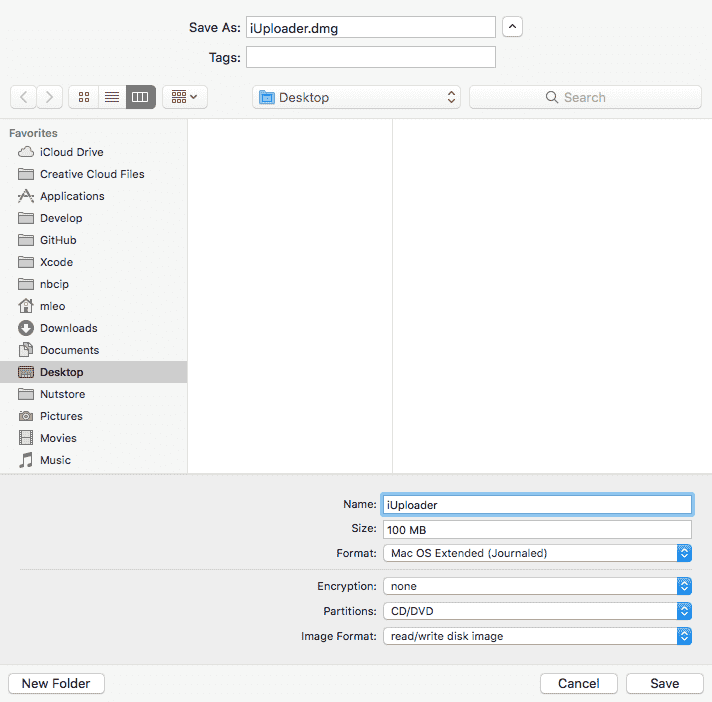 Save As: iUploader.dmg
Tags:
Desktop
Search
Favorites
iCloud Drive
Creative Cloud Files
Applications
Develop
GitHub
Xcode
nbcip
mleo
Downloads
Documents
Desktop
Nutstore
Pictures
Movies
Music
Name: iUploader
Size: 100 MB
Format: Mac OS Extended (Journaled)
Encryption: none
Partitions: CD/DVD
Image Format: read/write disk image
New Folder Cancel Save